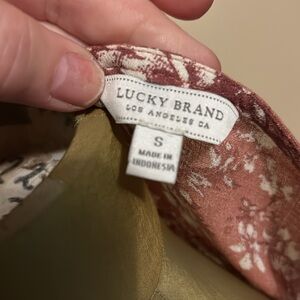 LUCKY BRAND
LOS ANGELES CA
S
MADE IN
INDONESIA